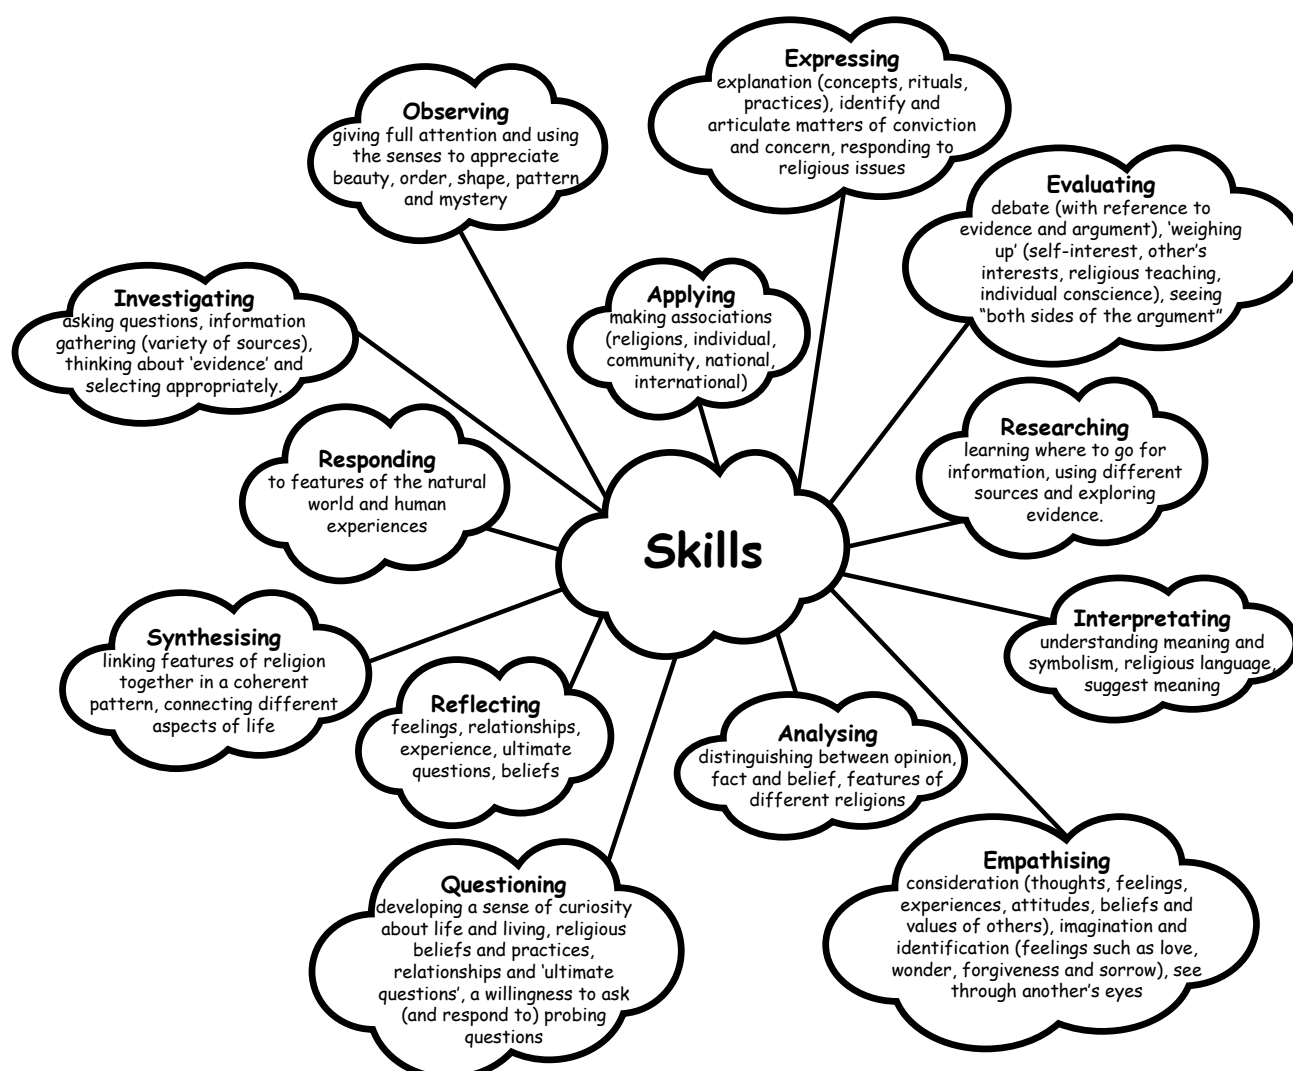 Expressing
explanation (concepts, rituals,
practices), identify and
articulate matters of conviction
and concern, responding to
religious issues
Observing
giving full attention and using
the senses to appreciate
beauty, order, shape, pattern
and mystery
Evaluating
debate (with reference to
evidence and argument), ‘weighing
up’ (self-interest, other’s
interests, religious teaching,
individual conscience), seeing
“both sides of the argument”
Investigating
asking questions, information
gathering (variety of sources),
thinking about ‘evidence’ and
selecting appropriately.
Applying
making associations
(religions, individual,
community, national,
international)
Researching
learning where to go for
information, using different
sources and exploring
evidence.
Responding
to features of the natural
world and human
experiences
Skills
Interpretating
understanding meaning and
symbolism, religious language,
suggest meaning
Synthesising
linking features of religion
together in a coherent
pattern, connecting different
aspects of life
Reflecting
feelings, relationships,
experience, ultimate
questions, beliefs
Analysing
distinguishing between opinion,
fact and belief, features of
different religions
Questioning
developing a sense of curiosity
about life and living, religious
beliefs and practices,
relationships and ‘ultimate
questions’, a willingness to ask
(and respond to) probing
questions
Empathising
consideration (thoughts, feelings,
experiences, attitudes, beliefs and
values of others), imagination and
identification (feelings such as love,
wonder, forgiveness and sorrow), see
through another’s eyes